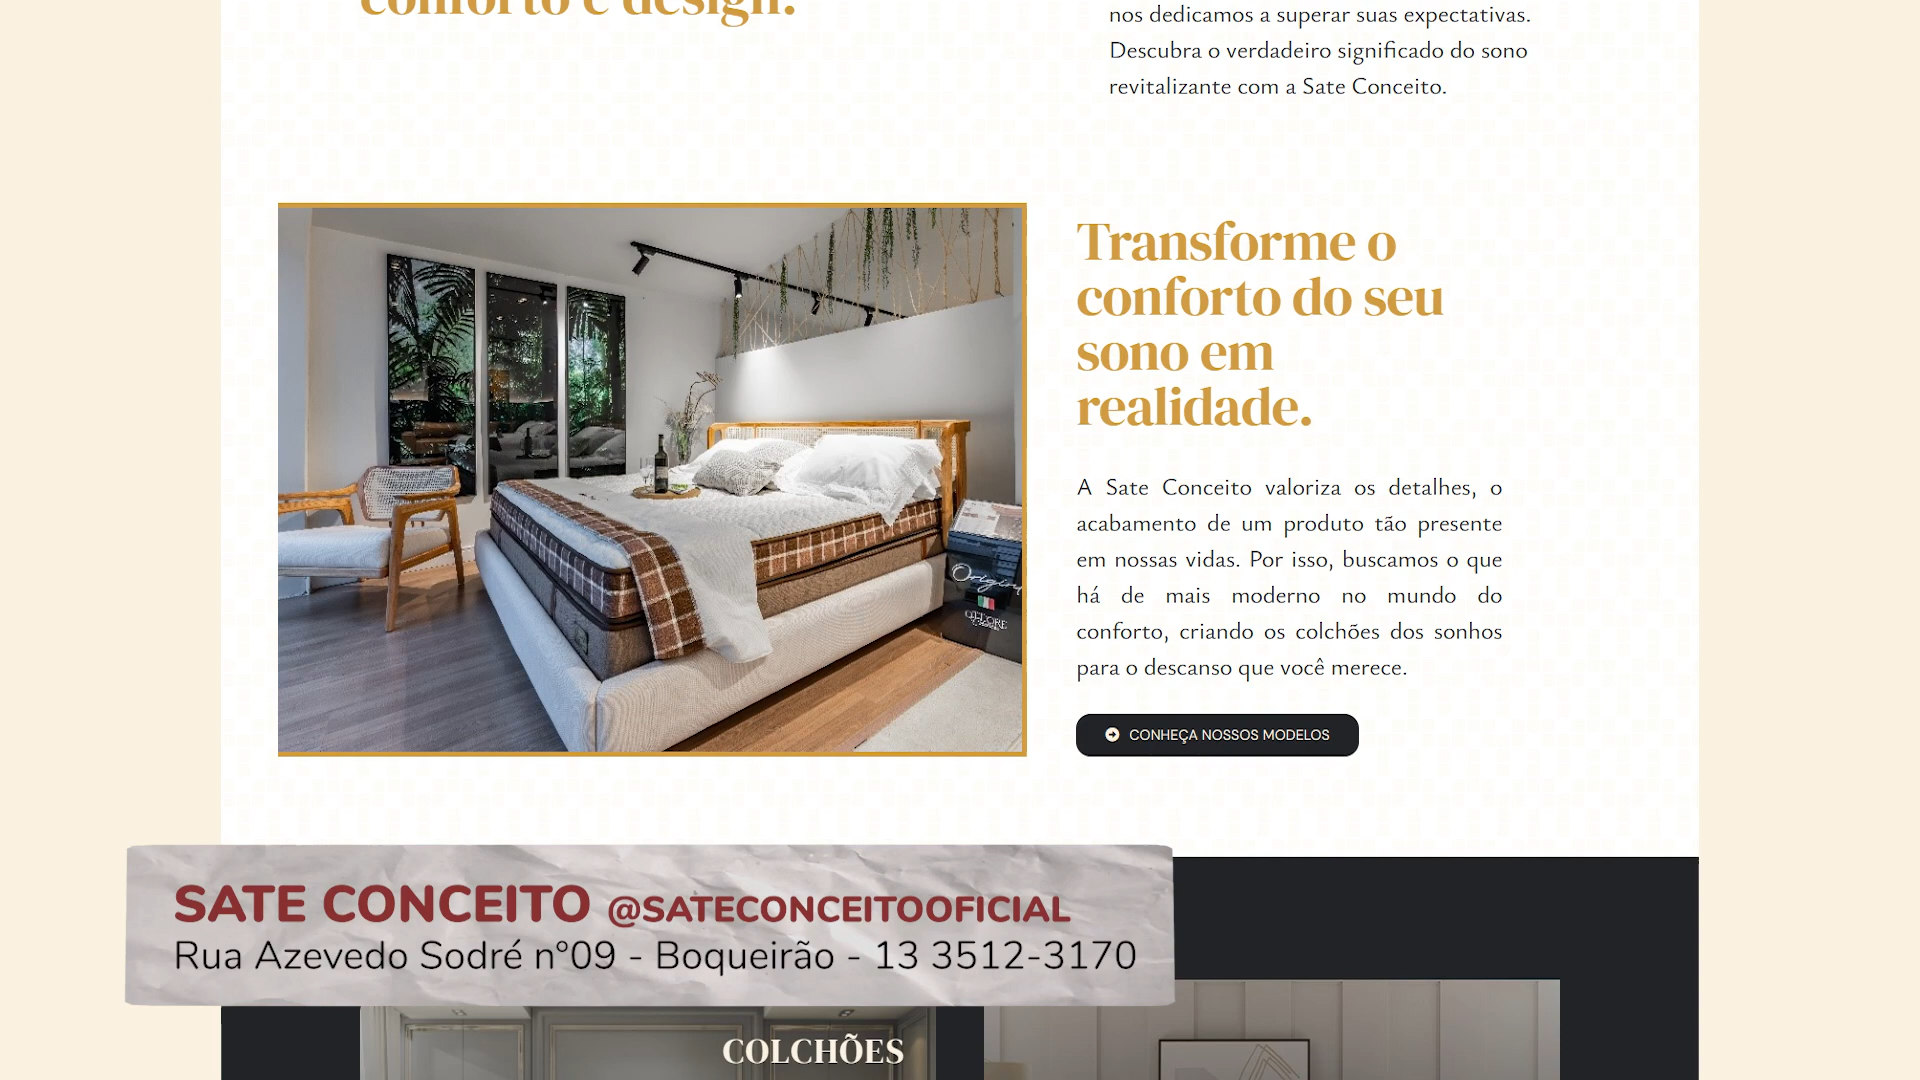 conforto e design.
nos dedicamos a superar suas expectativas.
Descubra o verdadeiro significado do sono
revitalizante com a Sate Conceito.
Transforme o
conforto do seu
sono em
realidade.
A Sate Conceito valoriza os detalhes, o
acabamento de um produto tão presente
em nossas vidas. Por isso, buscamos o que
há de mais moderno no mundo do
conforto, criando os colchões dos sonhos
para o descanso que você merece.
CONHEÇA NOSSOS MODELOS
Origini
SATE CONCEITO @SATECONCEITOOFICIAL
Rua Azevedo Sodré n°09 - Boqueirão - 13 3512-3170
COLCHÕES